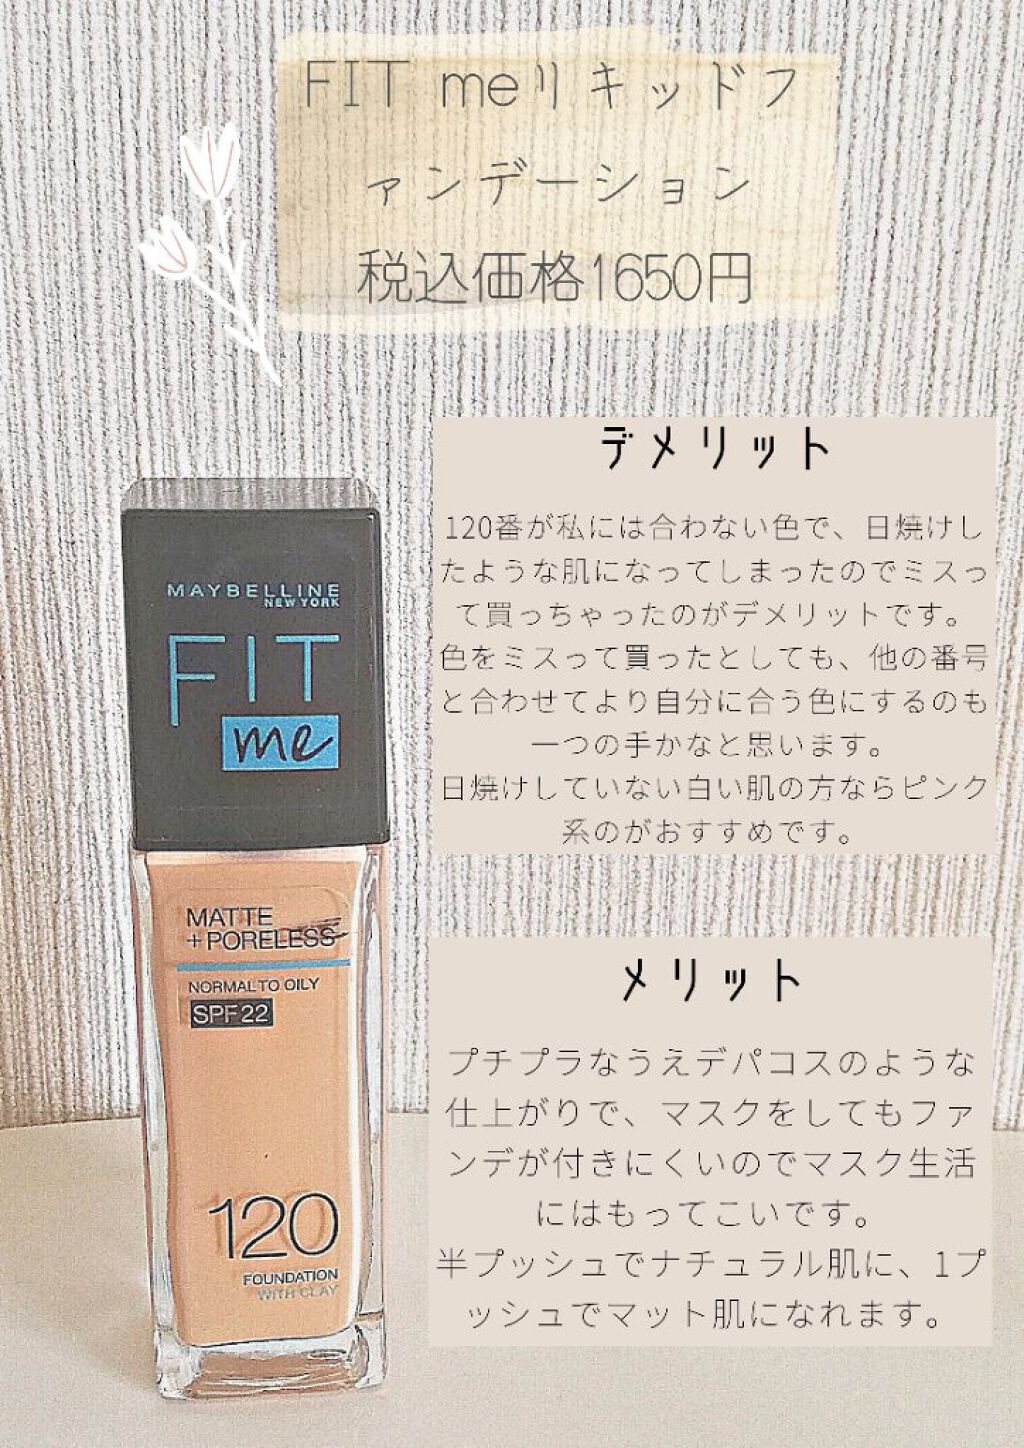 FIT meリキッドフ
ァンデーション
税込価格1650円
デメリット
120番が私には合わない色で、日焼けし
たような肌になってしまったのでミスっ
て買っちゃったのがデメリットです。
色をミスって買ったとしても、他の番号
と合わせてより自分に合う色にするのも
一つの手かなと思います。
日焼けしていない白い肌の方ならピンク
系のがおすすめです。
MAYBELLINE
NEW YORK
FIT
me
MATTE
+PORELESS
NORMAL TO OILY
SPF 22
120
FOUNDATION
WITH CLAY
メリット
プチプラなうえデパコスのような
仕上がりで、マスクをしてもファ
ンデが付きにくいのでマスク生活
にはもってこいです。
半プッシュでナチュラル肌に、1プ
ッシュでマット肌になれます。